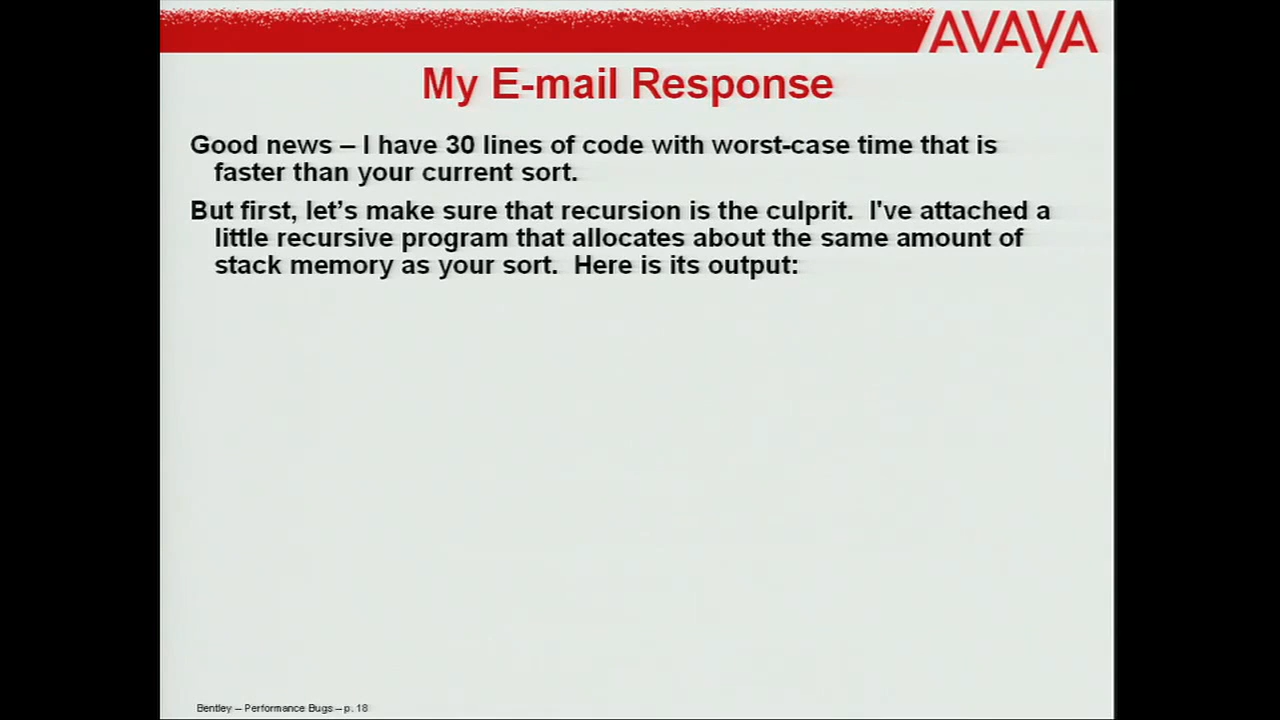 AVAYA
My E-mail Response
Good news – I have 30 lines of code with worst-case time that is
faster than your current sort.
But first, let’s make sure that recursion is the culprit.  I've attached a
little recursive program that allocates about the same amount of
stack memory as your sort.  Here is its output:
Bentley – Performance Bugs – p. 18